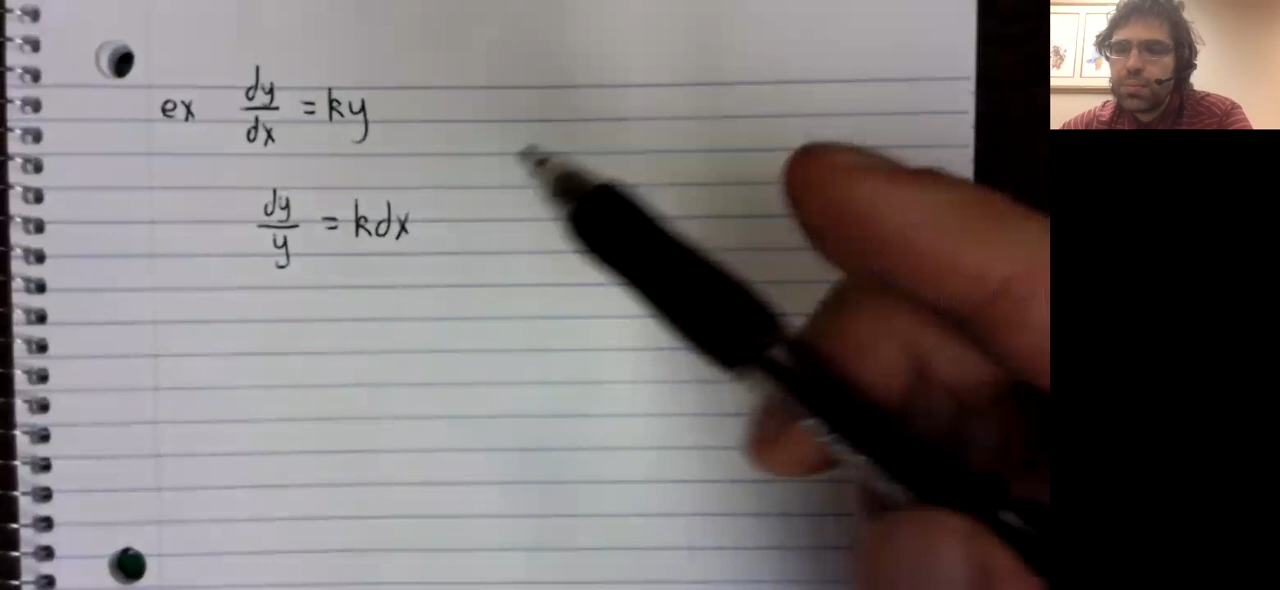 ex dy/dx = ky
dy/y = kdx